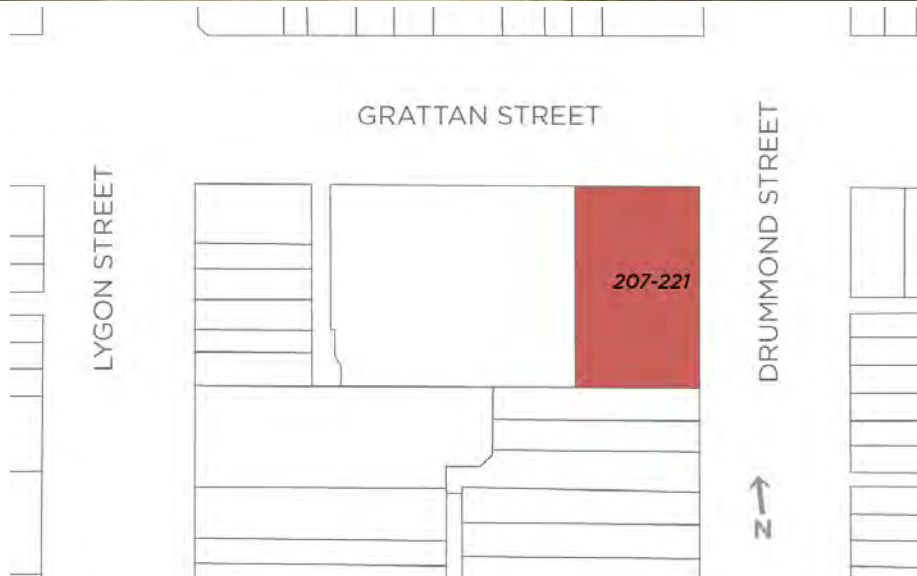 GRATTAN STREET
LYGON STREET
DRUMMOND STREET
207-221
N